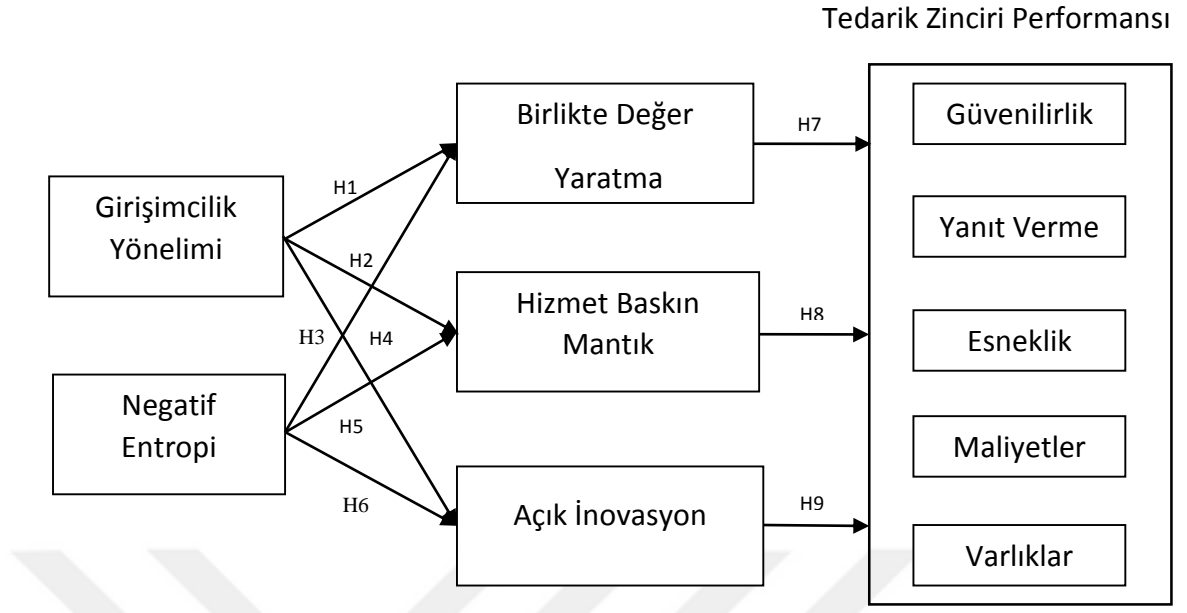 Tedarik Zinciri Performansı
Girişimcilik
Yönelimi
Negatif
Entropi
H1
H2
H3
H4
H5
H6
Birlikte Değer
Yaratma
Hizmet Baskın
Mantık
Açık İnovasyon
H7
H8
H9
Güvenilirlik
Yanıt Verme
Esneklik
Maliyetler
Varlıklar